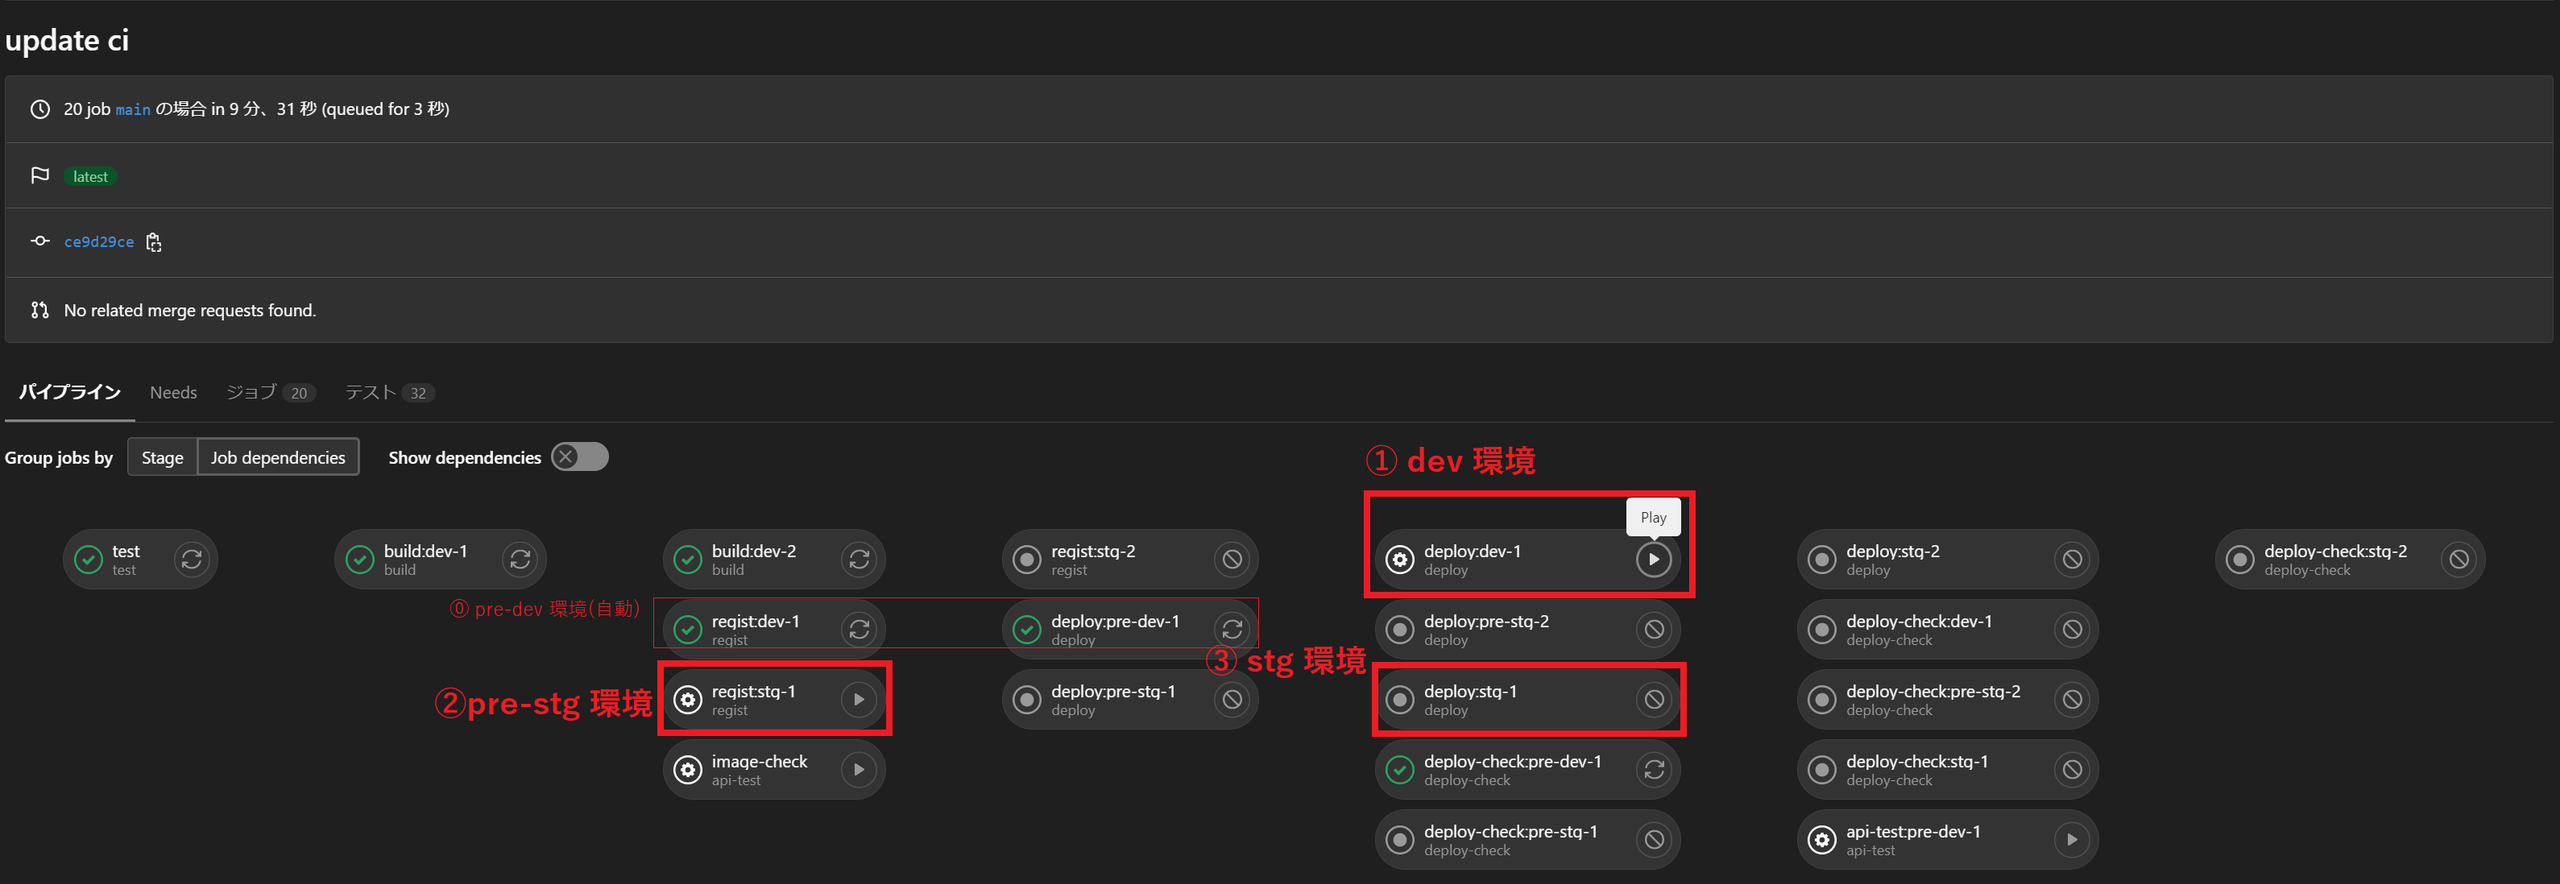 update ci
20 job main の場合 in 9 分、31 秒 (queued for 3 秒)
latest
ce9d29ce
No related merge requests found.
パイプライン Needs ジョブ 20 テスト 32
Group jobs by Stage Job dependencies Show dependencies
① dev 環境
Play
test
test
build:dev-1
build
build:dev-2
build
regist:stg-2
regist
deploy:dev-1
deploy
deploy:stg-2
deploy
deploy-check:stg-2
deploy-check
⓪ pre-dev 環境(自動)
regist:dev-1
regist
deploy:pre-dev-1
deploy
deploy:pre-stg-2
deploy
deploy-check:dev-1
deploy-check
③ stg 環境
②pre-stg 環境
regist:stg-1
regist
deploy:pre-stg-1
deploy
deploy:stg-1
deploy
deploy-check:pre-stg-2
deploy-check
image-check
api-test
deploy-check:pre-dev-1
deploy-check
deploy-check:stg-1
deploy-check
deploy-check:pre-stg-1
deploy-check
api-test:pre-dev-1
api-test